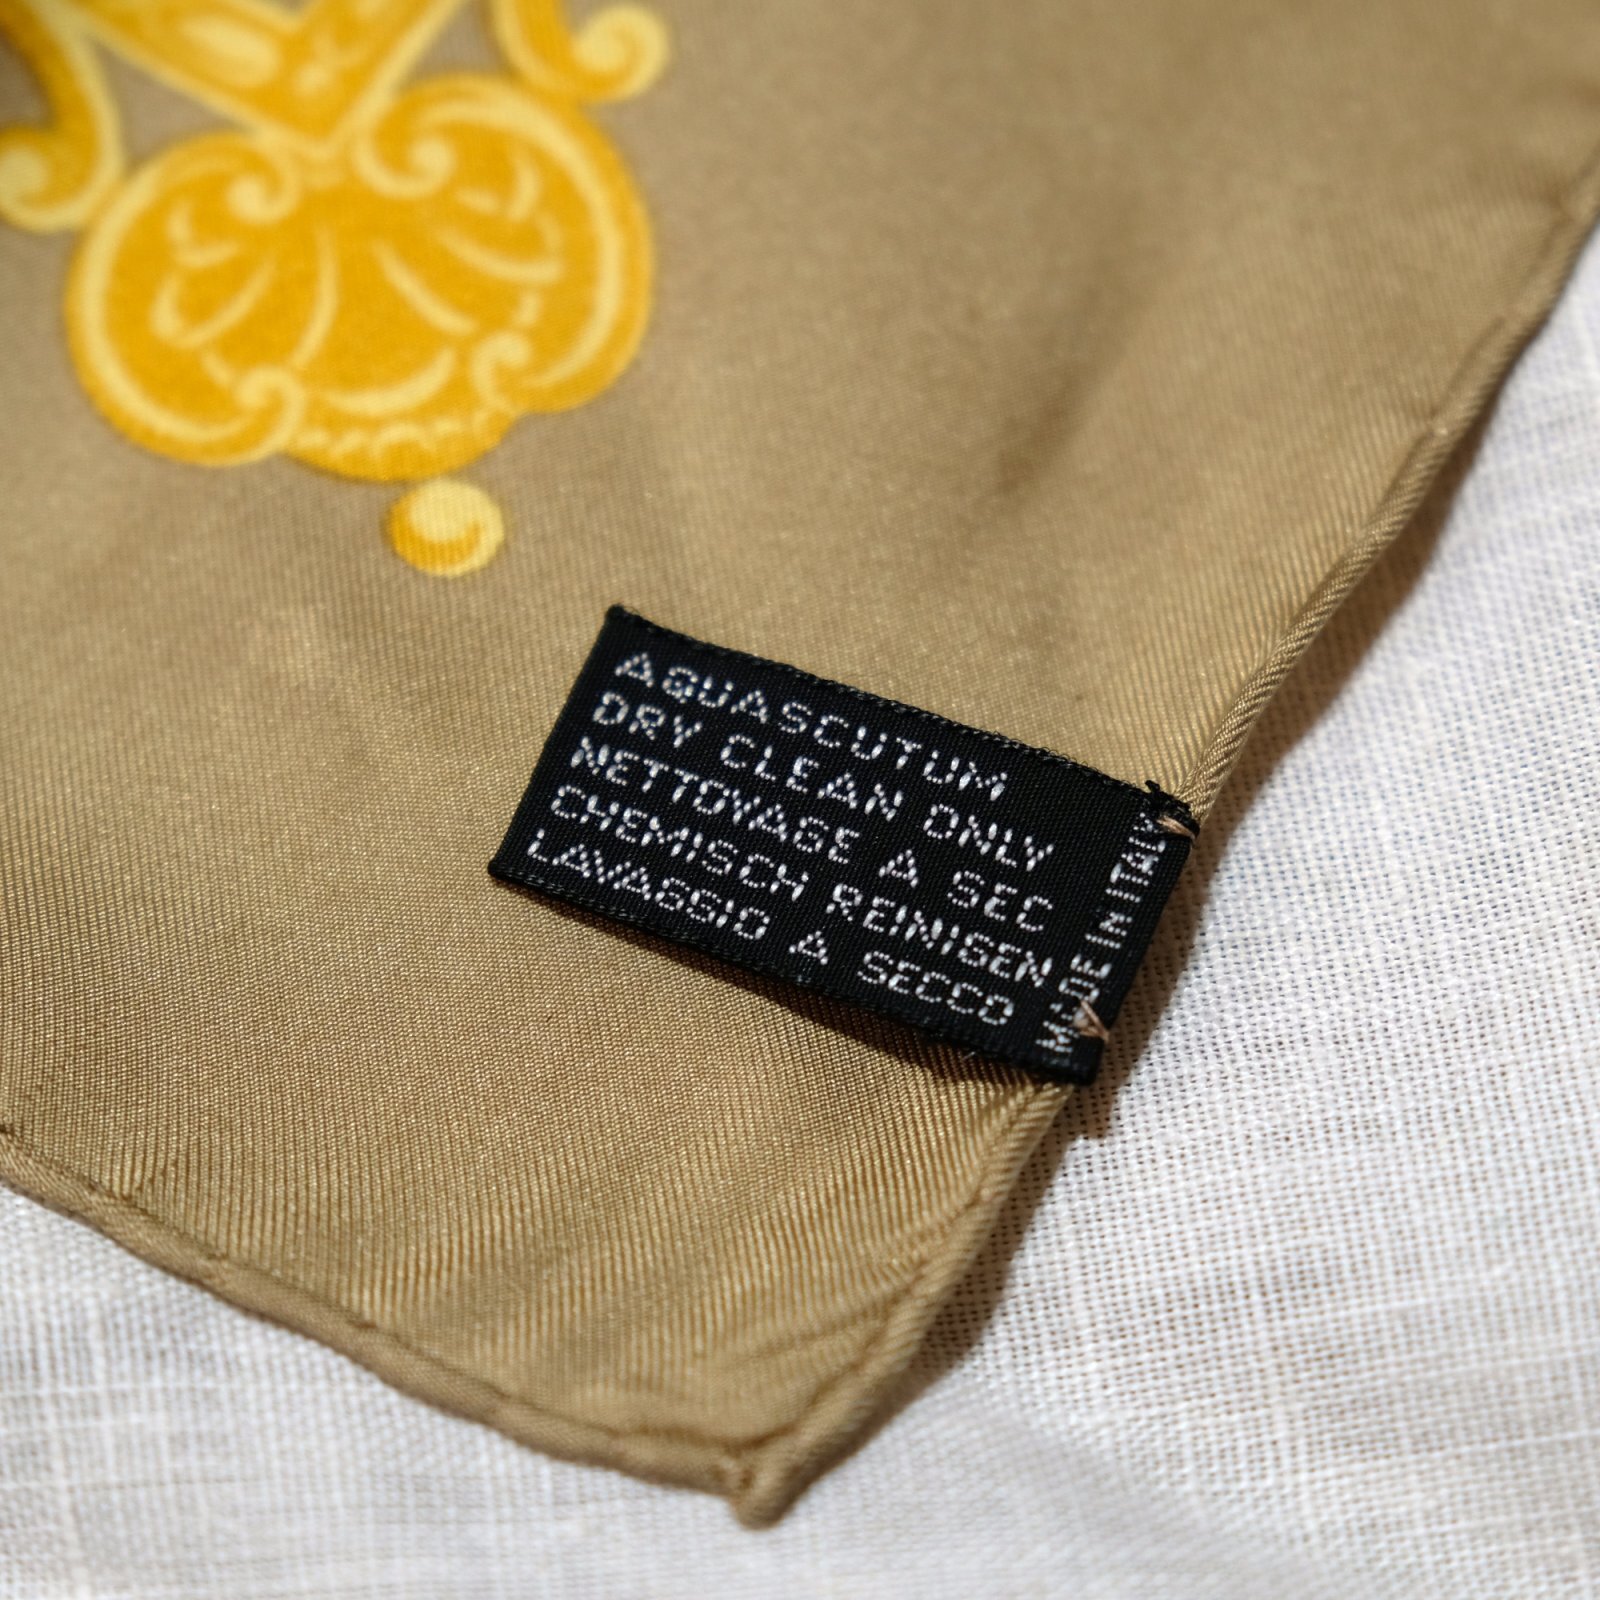 AQUASCUTUM
DRY CLEAN ONLY
NETTOYAGE A SEC
CHEMISCH REINIGEN
LAVAGGIO A SECCO
MADE IN ITALY